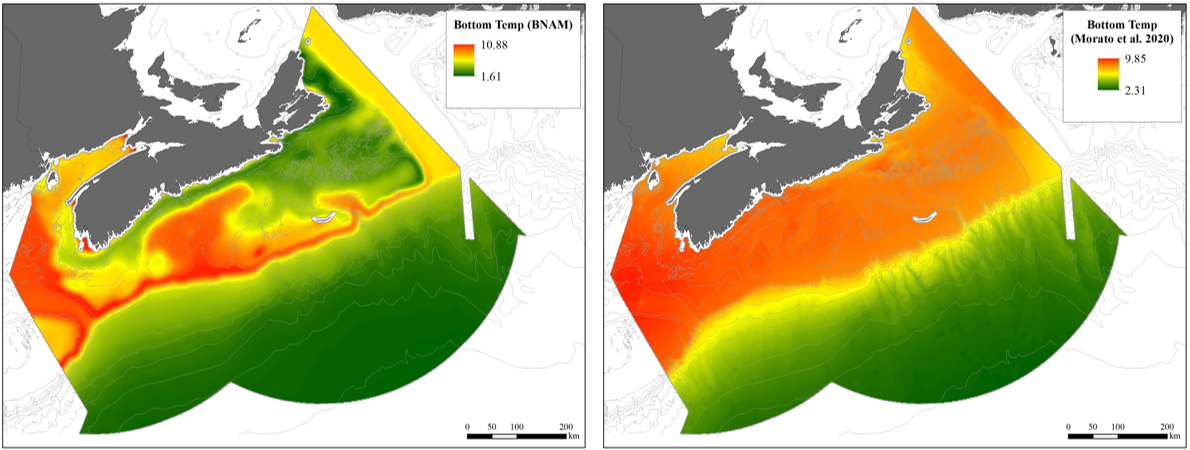 Bottom Temp (BNAM)
10.88
1.61
0 50 100 200
km
Bottom Temp
(Morato et al. 2020)
9.85
2.31
0 50 100 200
km